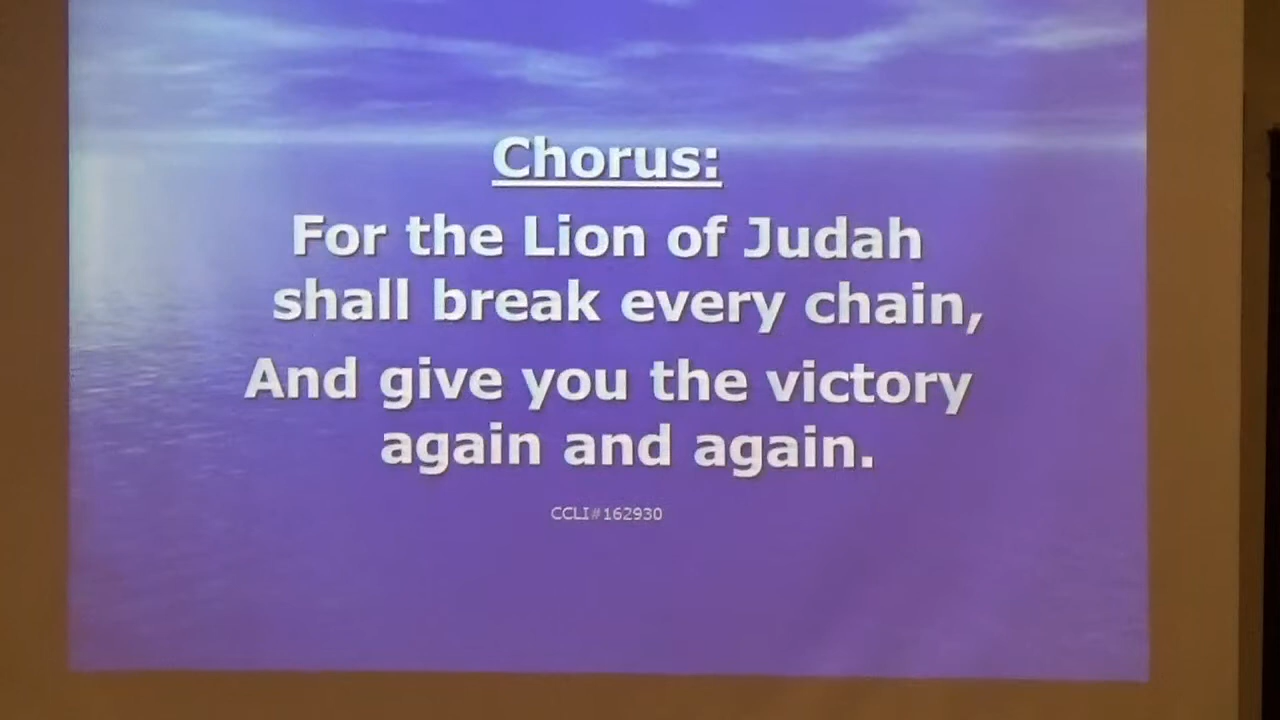 Chorus:
For the Lion of Judah
shall break every chain,
And give you the victory
again and again.
CCLI#162930